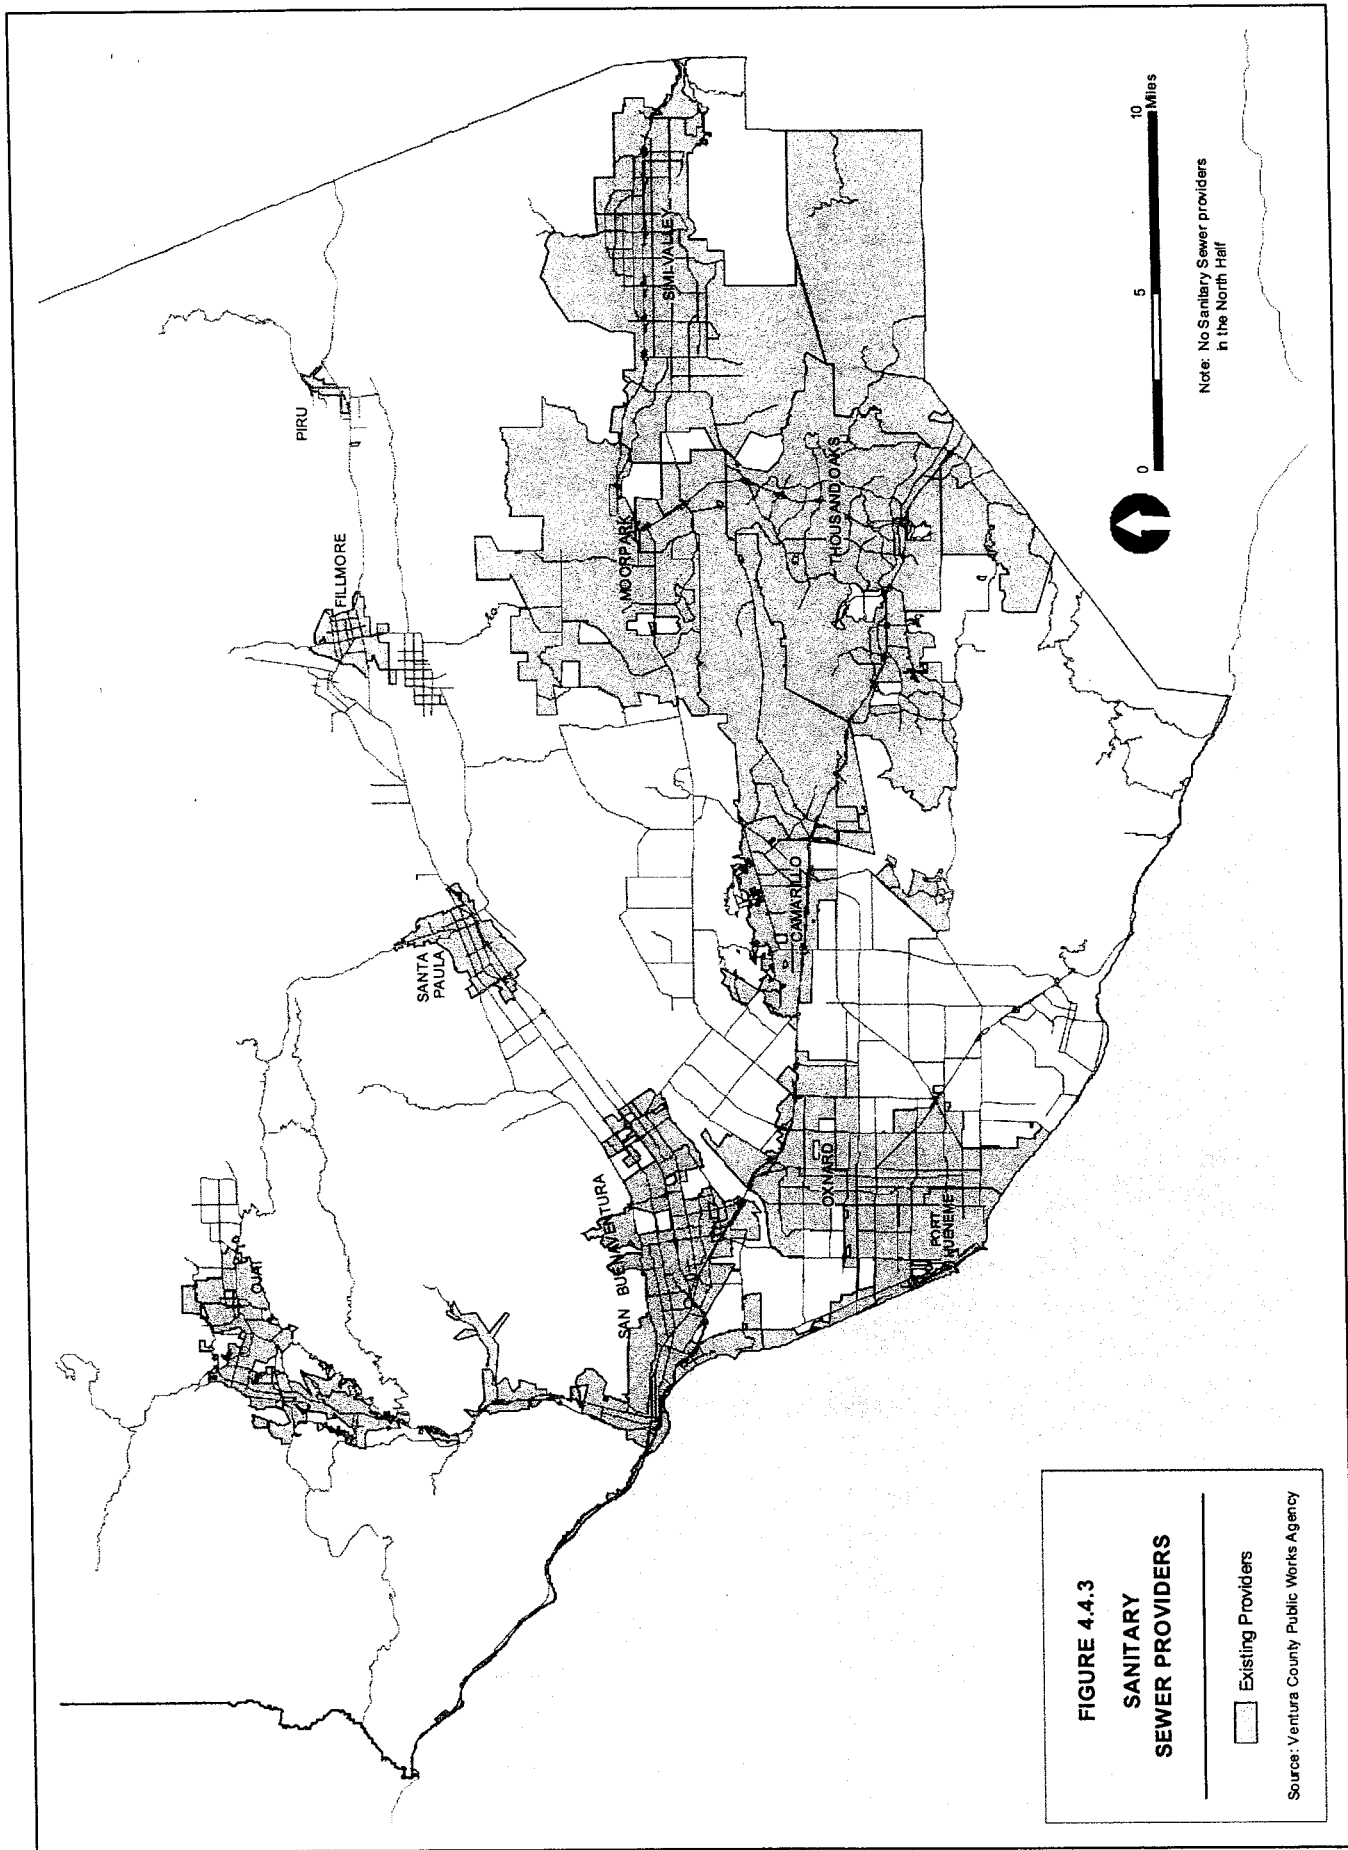 PIRU
FILLMORE
SANTA
PAULA
OJAI
SIMI VALLEY
MOORPARK
THOUSAND OAKS
CAMARILLO
SAN BUENAVENTURA
OXNARD
PORT
HUENEME
0
5
10
Miles
Note: No Sanitary Sewer providers
in the North Half
FIGURE 4.4.3
SANITARY
SEWER PROVIDERS
Existing Providers
Source: Ventura County Public Works Agency